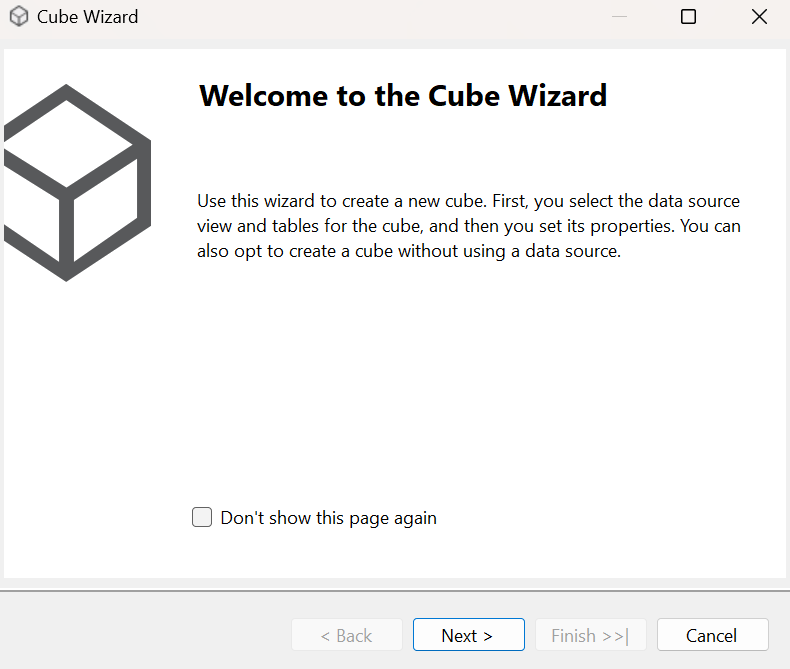 Cube Wizard
Welcome to the Cube Wizard
Use this wizard to create a new cube. First, you select the data source
view and tables for the cube, and then you set its properties. You can
also opt to create a cube without using a data source.
Don't show this page again
< Back
Next >
Finish >>|
Cancel